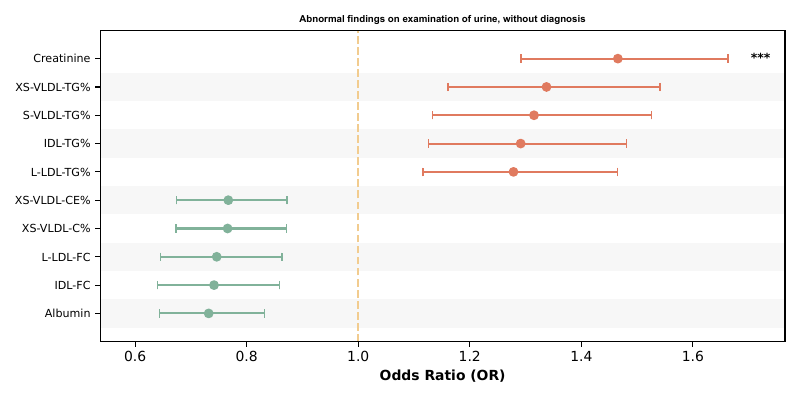 Abnormal findings on examination of urine, without diagnosis
Creatinine
***
XS-VLDL-TG%
S-VLDL-TG%
IDL-TG%
L-LDL-TG%
XS-VLDL-CE%
XS-VLDL-C%
L-LDL-FC
IDL-FC
Albumin
0.6 0.8 1.0 1.2 1.4 1.6
Odds Ratio (OR)